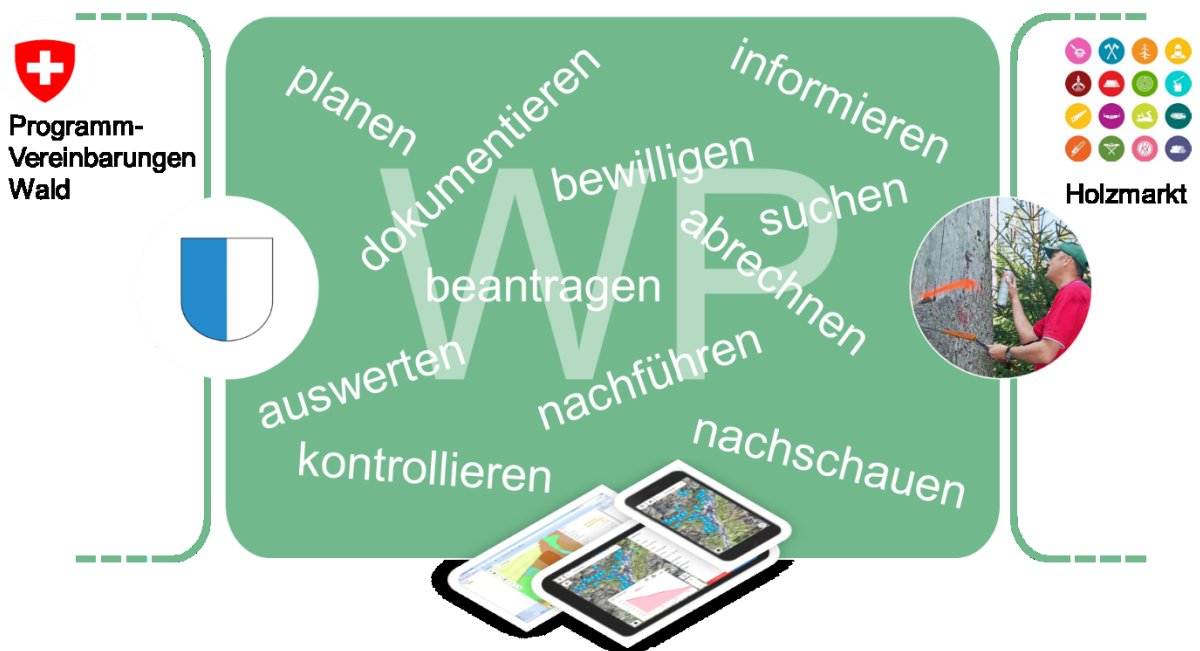 Programm-
Vereinbarungen
Wald
WP
planen
dokumentieren
informieren
bewilligen
suchen
abrechnen
beantragen
auswerten
nachführen
kontrollieren
nachschauen
Holzmarkt